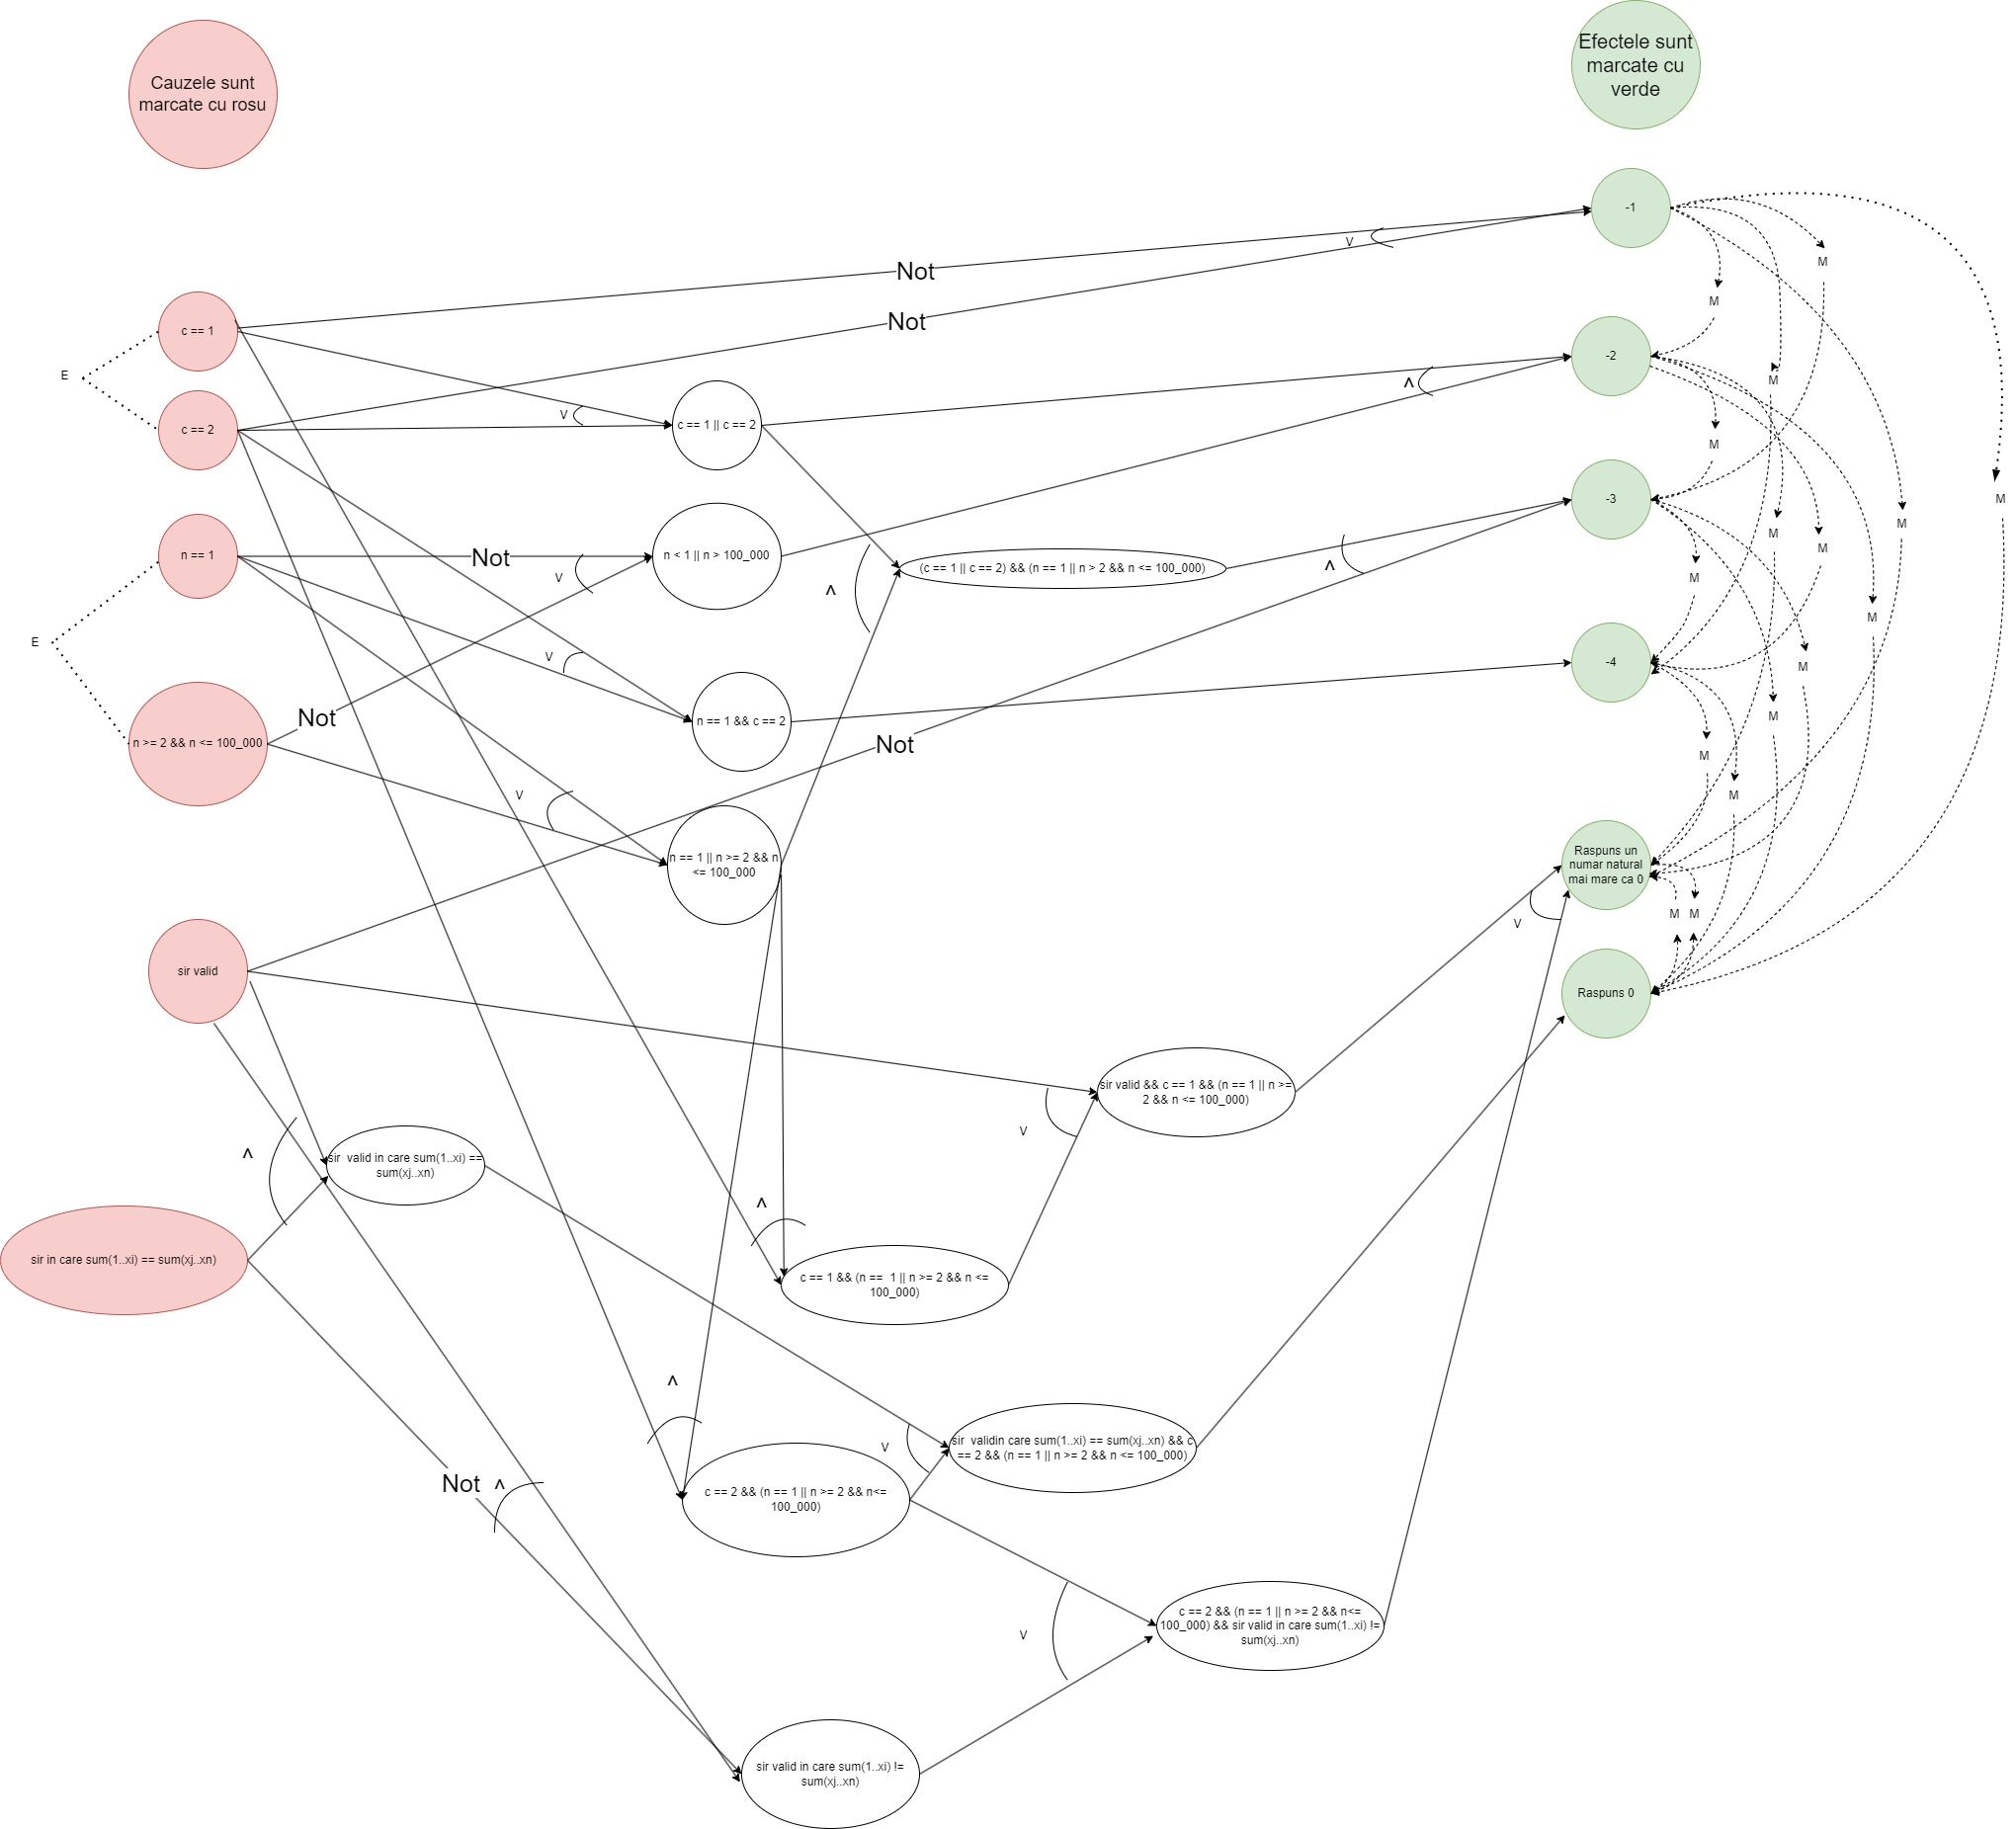 Cauzele sunt
marcate cu rosu
Efectele sunt
marcate cu
verde
-1
V
M
Not
M
Not
c == 1
E
-2
M
Λ
c == 2
V
c == 1 || c == 2
M
-3
M
M
M
n == 1
Not
V
n < 1 || n > 100_000
M
(c == 1 || c == 2) && (n == 1 || n > 2 && n <= 100_000)
Λ
Λ
M
M
E
V
-4
M
Not
n == 1 && c == 2
M
n >= 2 && n <= 100_000
Not
M
V
M
n == 1 || n >= 2 && n
<= 100_000
Raspuns un
numar natural
mai mare ca 0
V
M
M
sir valid
Raspuns 0
sir valid && c == 1 && (n == 1 || n >=
2 && n <= 100_000)
V
Λ
sir valid in care sum(1..xi) ==
sum(xj..xn)
Λ
sir in care sum(1..xi) == sum(xj..xn)
c == 1 && (n == 1 || n >= 2 && n <=
100_000)
Λ
V
sir validin care sum(1..xi) == sum(xj..xn) && c
== 2 && (n == 1 || n >= 2 && n <= 100_000)
Not
Λ
c == 2 && (n == 1 || n >= 2 && n<=
100_000)
V
c == 2 && (n == 1 || n >= 2 && n<=
100_000) && sir valid in care sum(1..xi) !=
sum(xj..xn)
sir valid in care sum(1..xi) !=
sum(xj..xn)